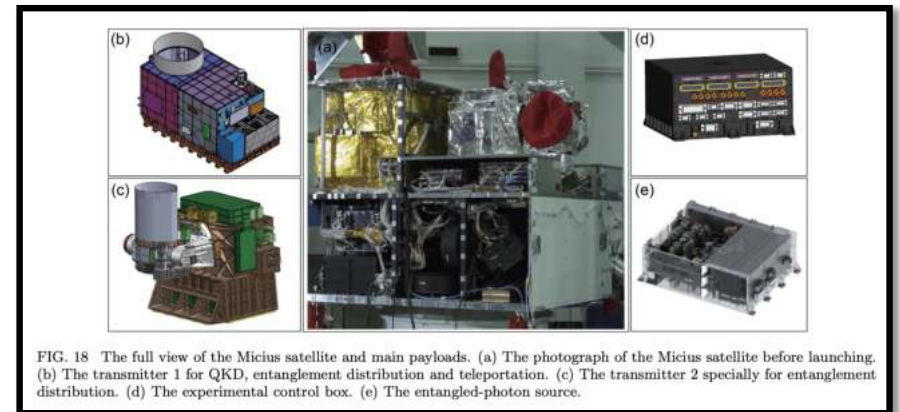 (b)
(a)
(d)
(c)
(e)
FIG. 18 The full view of the Micius satellite and main payloads. (a) The photograph of the Micius satellite before launching.
(b) The transmitter 1 for QKD, entanglement distribution and teleportation. (c) The transmitter 2 specially for entanglement
distribution. (d) The experimental control box. (e) The entangled-photon source.